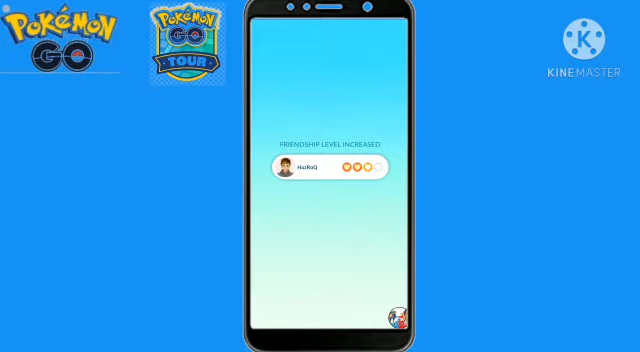 POKÉMON
GO
POKÉMON
GO
TOUR
K
KINEMASTER
FRIENDSHIP LEVEL INCREASED
HazRoQ